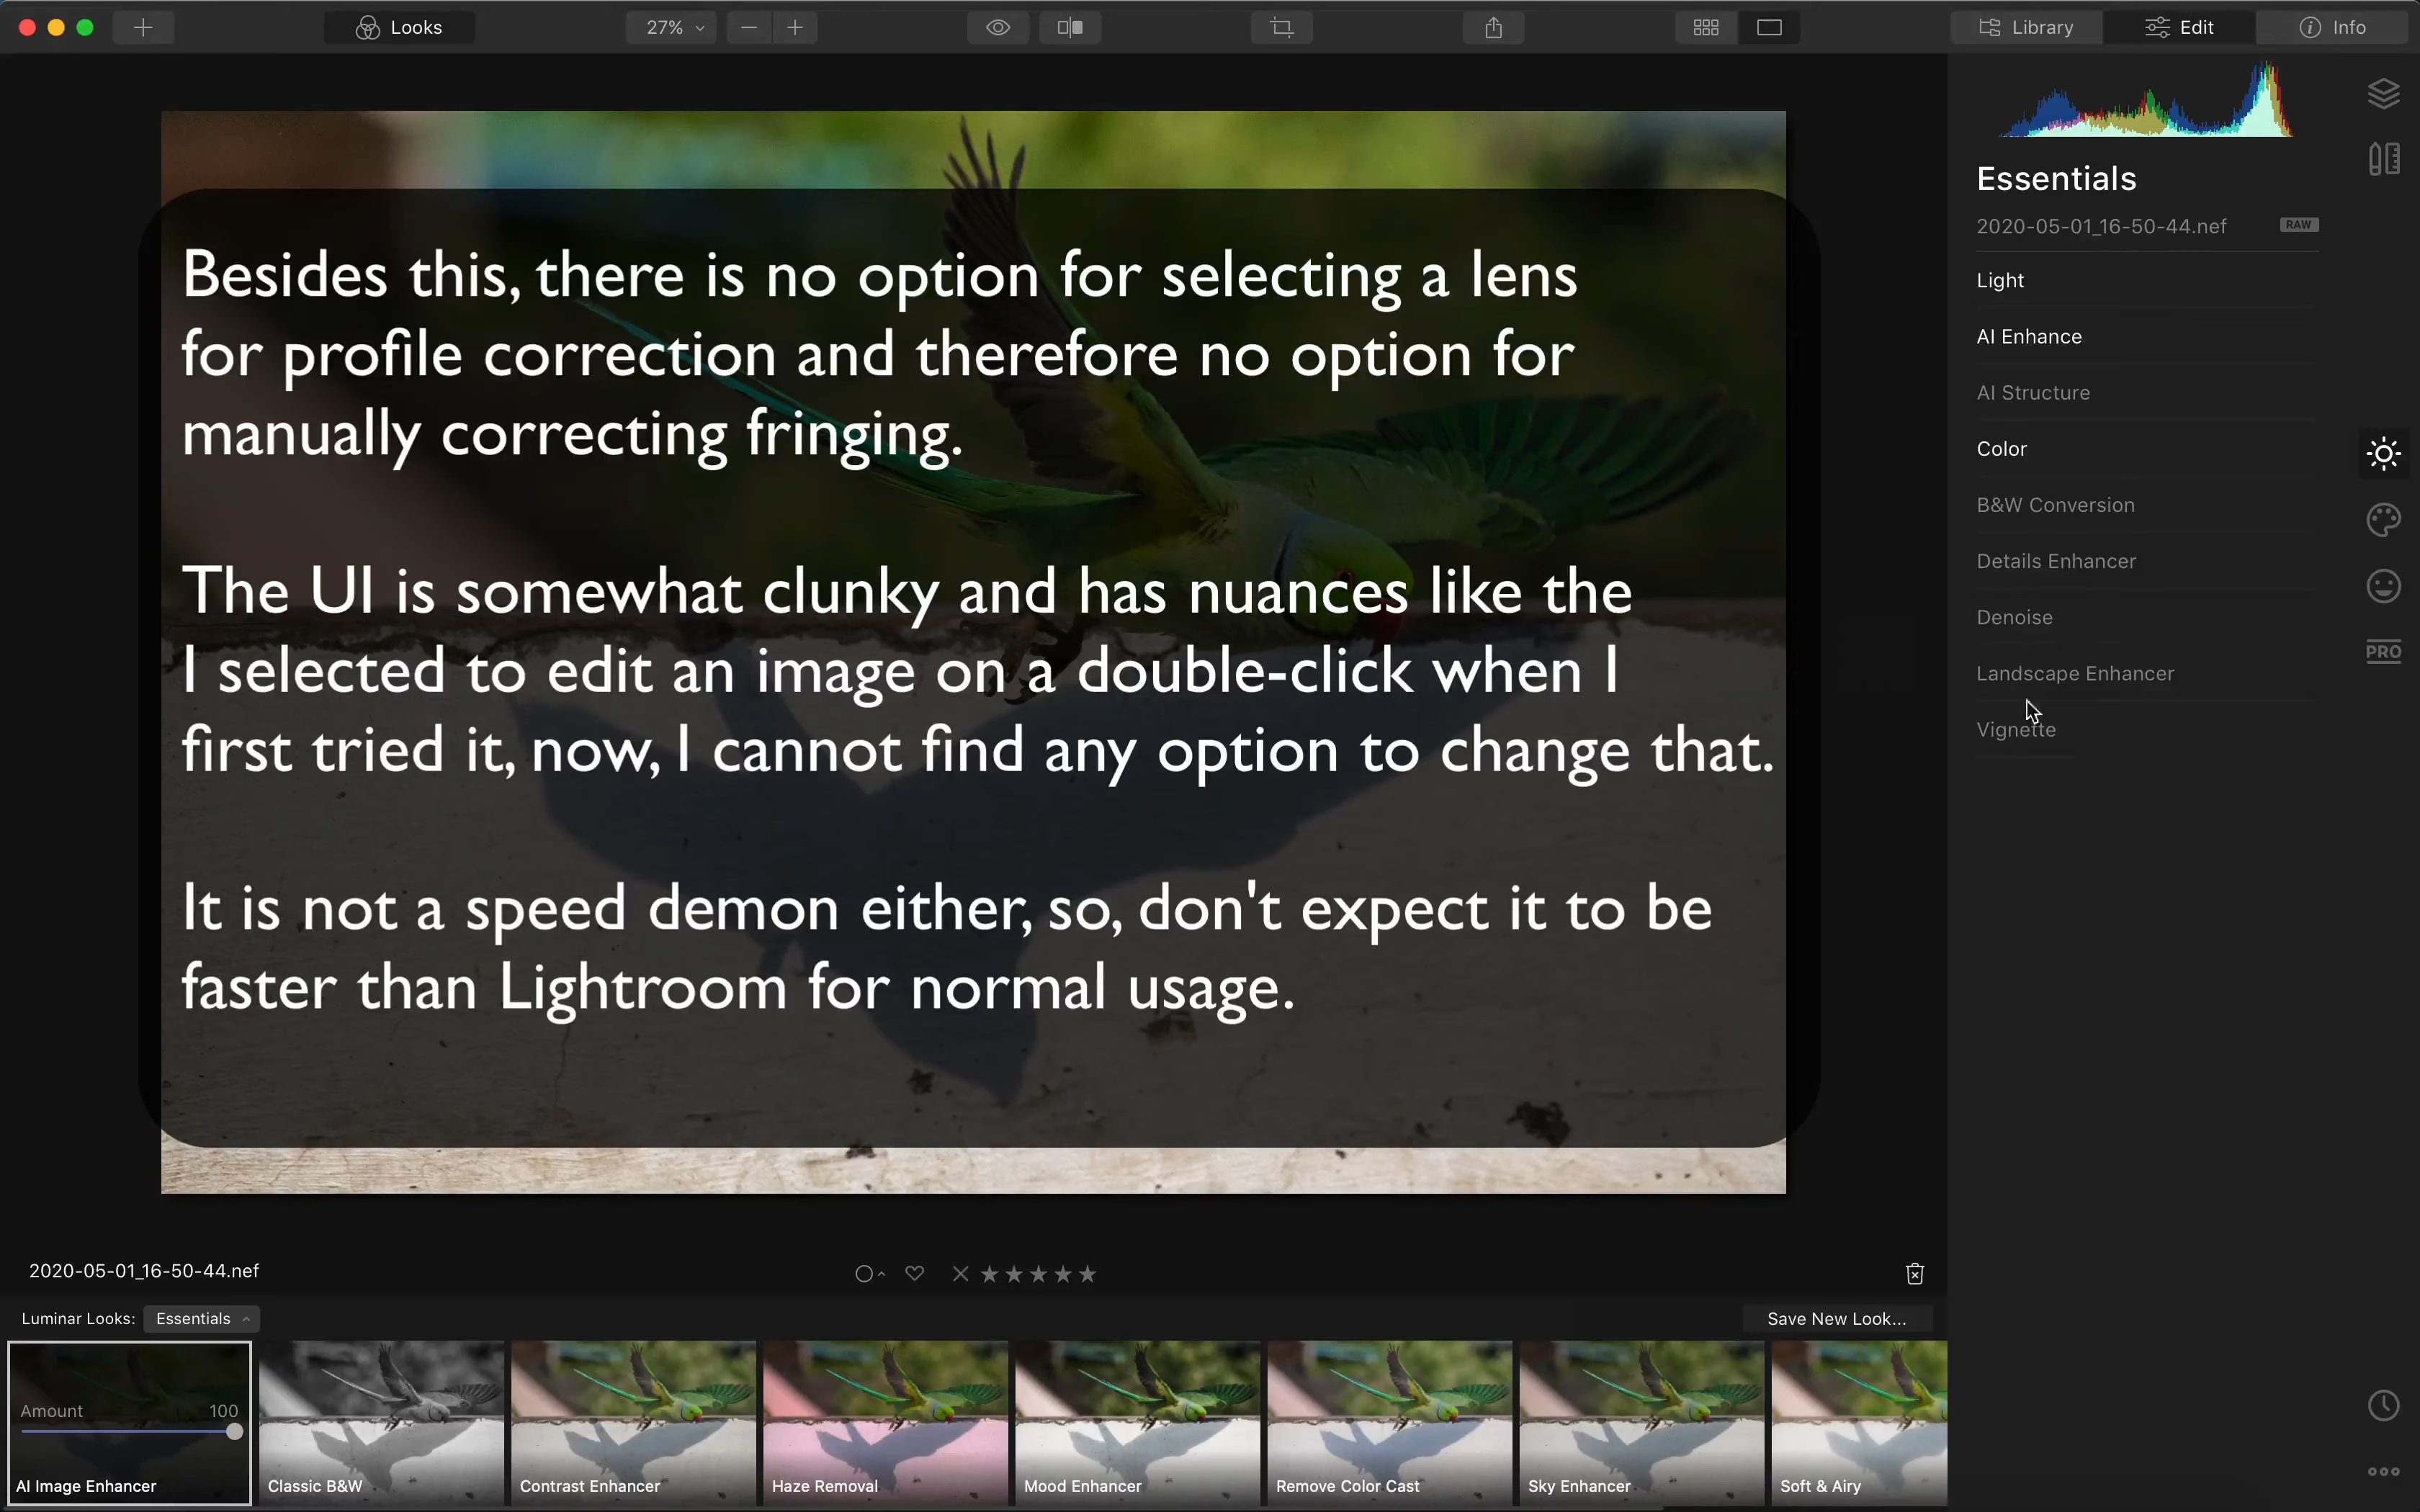 Looks
27%
Library
Edit
Info
Essentials
2020-05-01_16-50-44.nef
RAW
Light
AI Enhance
AI Structure
Color
B&W Conversion
Details Enhancer
Denoise
Landscape Enhancer
Vignette
PRO
Besides this, there is no option for selecting a lens
for profile correction and therefore no option for
manually correcting fringing.
The UI is somewhat clunky and has nuances like the
I selected to edit an image on a double-click when I
first tried it, now, I cannot find any option to change that.
It is not a speed demon either, so, don't expect it to be
faster than Lightroom for normal usage.
2020-05-01_16-50-44.nef
Luminar Looks:
Essentials
Save New Look...
Amount
100
AI Image Enhancer
Classic B&W
Contrast Enhancer
Haze Removal
Mood Enhancer
Remove Color Cast
Sky Enhancer
Soft & Airy